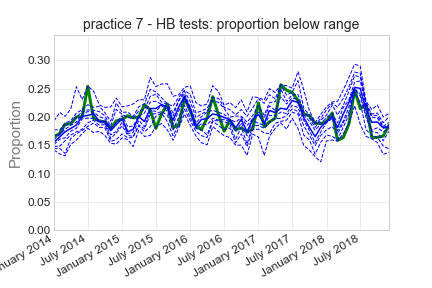 practice 7 - HB tests: proportion below range
Proportion
0.30
0.25
0.20
0.15
0.10
0.05
0.00
nuary 2014
July 2014
January 2015
July 2015
January 2016
July 2016
January 2017
July 2017
January 2018
July 2018